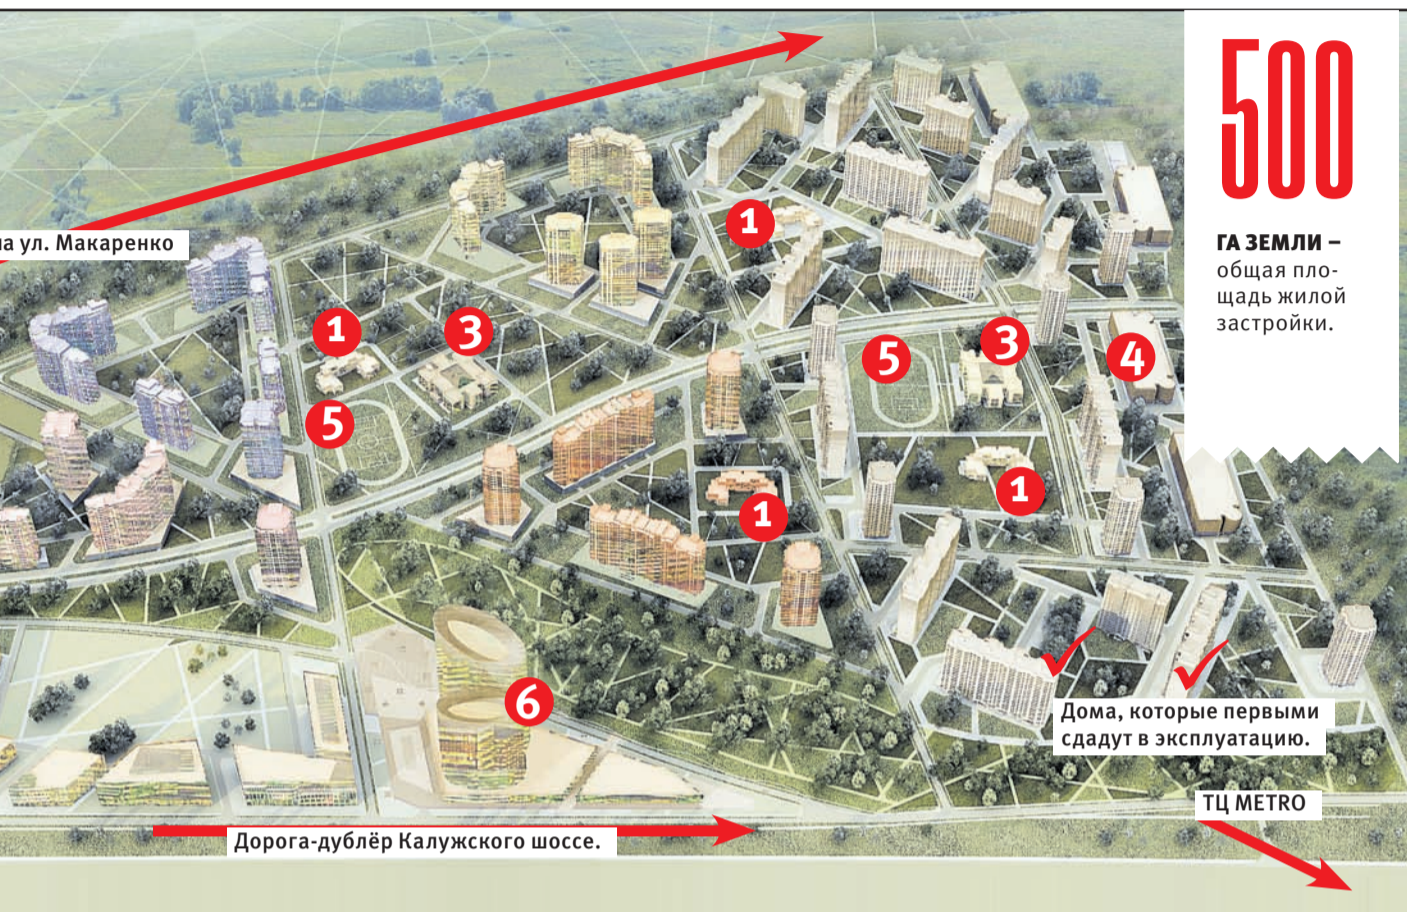 500
ГА ЗЕМЛИ –
общая пло-
щадь жилой
застройки.
на ул. Макаренко
1
1
3
5
5
3
4
1
1
6
Дома, которые первыми
сдадут в эксплуатацию.
ТЦ METRO
Дорога-дублёр Калужского шоссе.